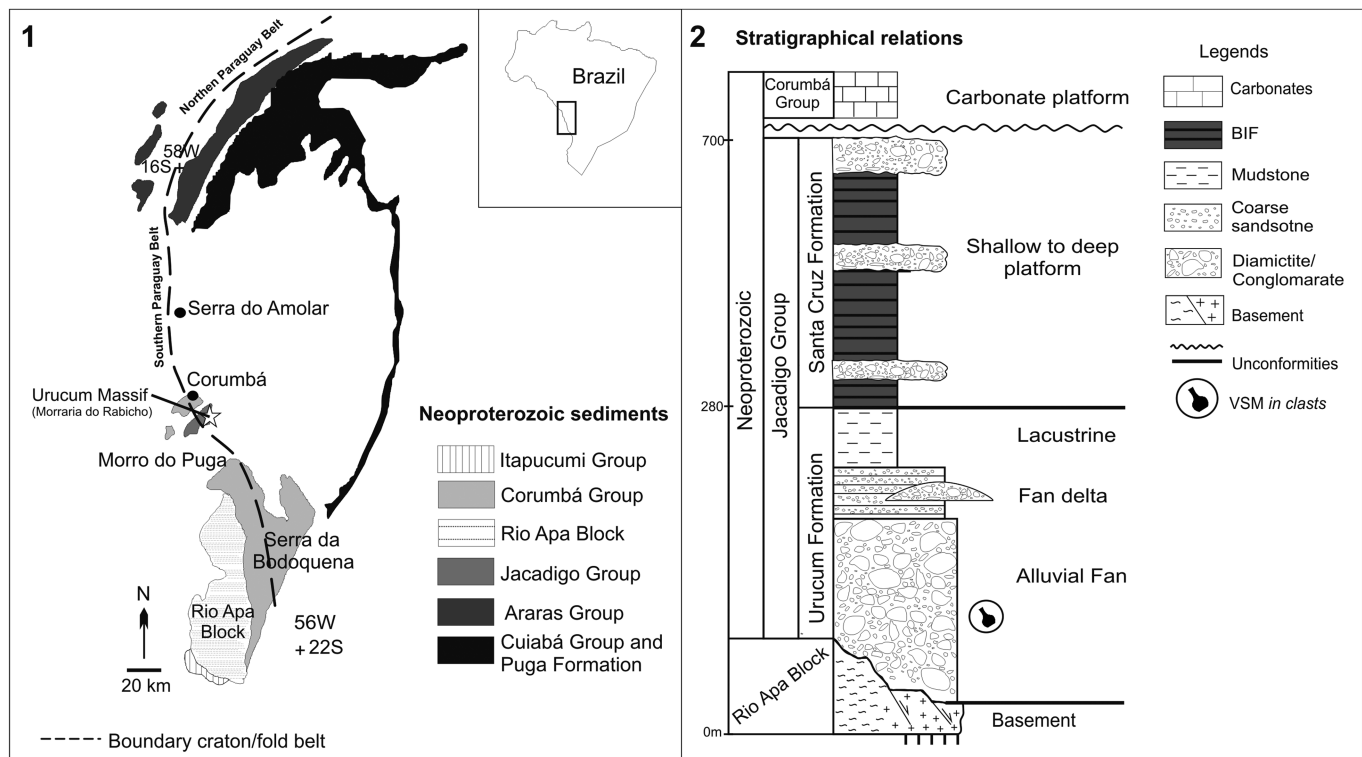 1
Northen Paraguay Belt
58W
16S+
Southern Paraguay Belt
Serra do Amolar
Corumbá
Urucum Massif
(Morraria do Rabicho)
Morro do Puga
Serra da
Bodoquena
Rio Apa
Block
56W
+ 22S
N
20 km
Boundary craton/fold belt
Brazil
Neoproterozoic sediments
Itapucumi Group
Corumbá Group
Rio Apa Block
Jacadigo Group
Araras Group
Cuiabá Group and
Puga Formation
2
Stratigraphical relations
700
280
0m
Neoproterozoic
Rio Apa Block
Corumbá
Group
Jacadigo Group
Santa Cruz Formation
Urucum Formation
Carbonate platform
Shallow to deep
platform
Lacustrine
Fan delta
Alluvial Fan
Basement
Legends
Carbonates
BIF
Mudstone
Coarse
sandsotne
Diamictite/
Conglomarate
Basement
Unconformities
VSM in clasts